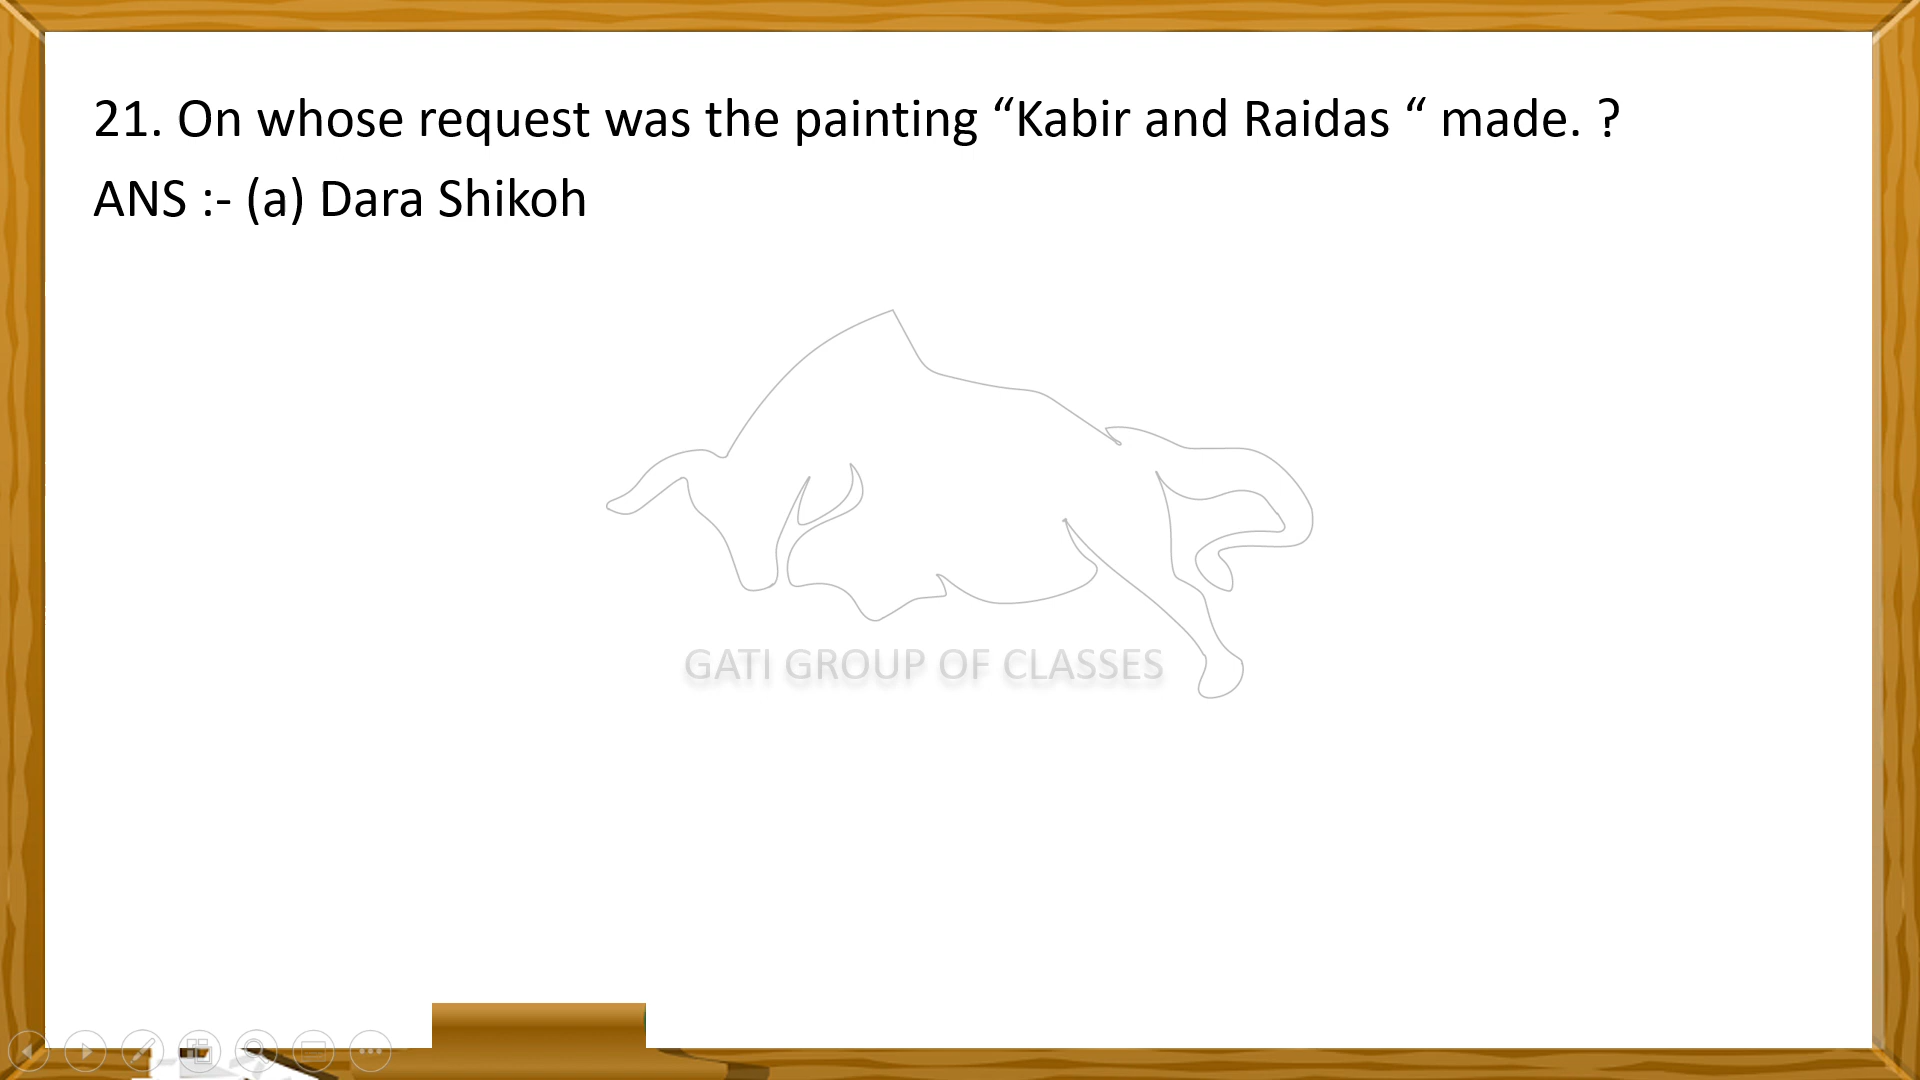 21. On whose request was the painting “Kabir and Raidas “ made. ?
ANS :- (a) Dara Shikoh
GATI GROUP OF CLASSES